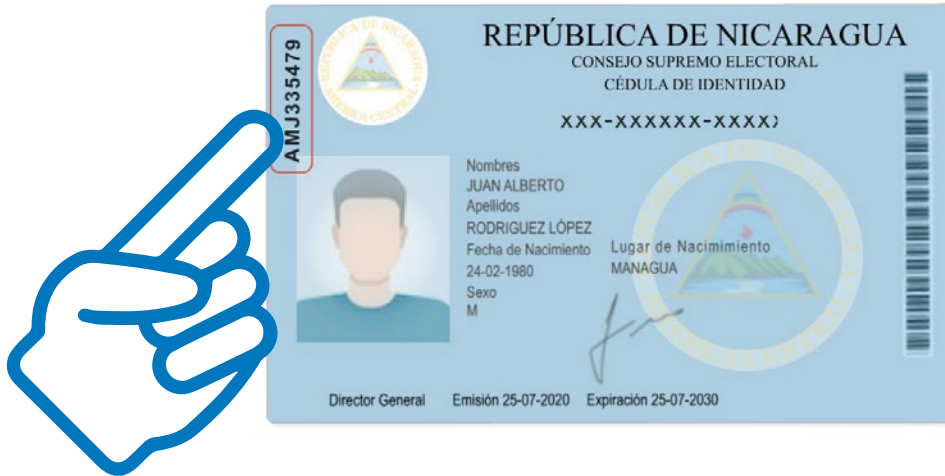 AMJ335479
REPÚBLICA DE NICARAGUA
CONSEJO SUPREMO ELECTORAL
CÉDULA DE IDENTIDAD
XXX-XXXXXX-XXXX
Nombres
JUAN ALBERTO
Apellidos
RODRIGUEZ LÓPEZ
Fecha de Nacimiento
24-02-1980
Lugar de Nacimimiento
MANAGUA
Sexo
M
Director General Emisión 25-07-2020 Expiración 25-07-2030